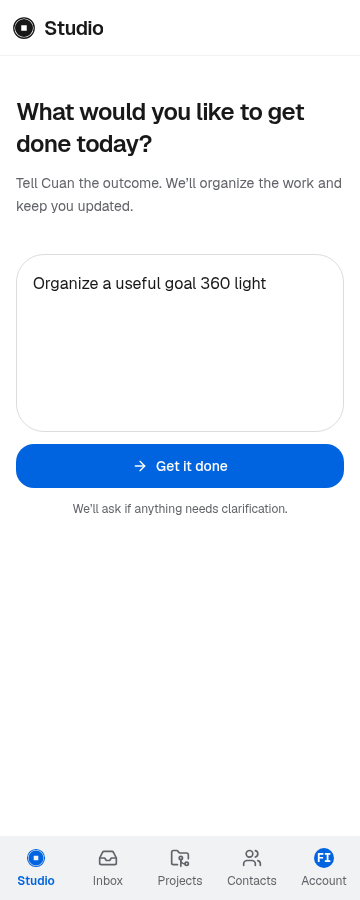 Studio
What would you like to get
done today?
Tell Cuan the outcome. We’ll organize the work and
keep you updated.
Organize a useful goal 360 light
Get it done
We’ll ask if anything needs clarification.
Studio
Inbox
Projects
Contacts
FI
Account